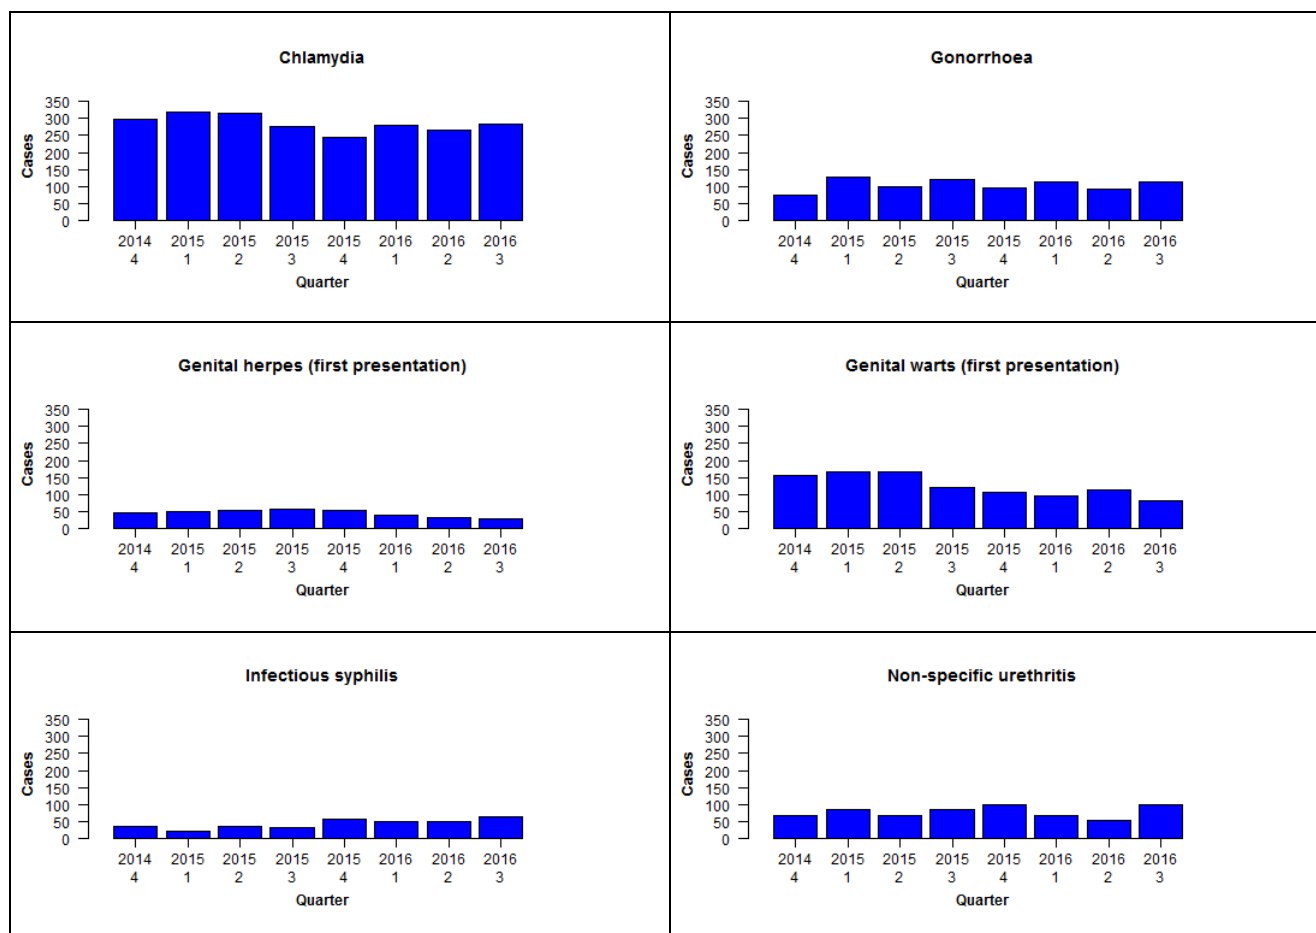 Chlamydia
350
300
250
200
150
100
50
0
Cases
2014 2015 2015 2015 2015 2016 2016 2016
4 1 2 3 4 1 2 3
Quarter
Gonorrhoea
350
300
250
200
150
100
50
0
Cases
2014 2015 2015 2015 2015 2016 2016 2016
4 1 2 3 4 1 2 3
Quarter
Genital herpes (first presentation)
350
300
250
200
150
100
50
0
Cases
2014 2015 2015 2015 2015 2016 2016 2016
4 1 2 3 4 1 2 3
Quarter
Genital warts (first presentation)
350
300
250
200
150
100
50
0
Cases
2014 2015 2015 2015 2015 2016 2016 2016
4 1 2 3 4 1 2 3
Quarter
Infectious syphilis
350
300
250
200
150
100
50
0
Cases
2014 2015 2015 2015 2015 2016 2016 2016
4 1 2 3 4 1 2 3
Quarter
Non-specific urethritis
350
300
250
200
150
100
50
0
Cases
2014 2015 2015 2015 2015 2016 2016 2016
4 1 2 3 4 1 2 3
Quarter